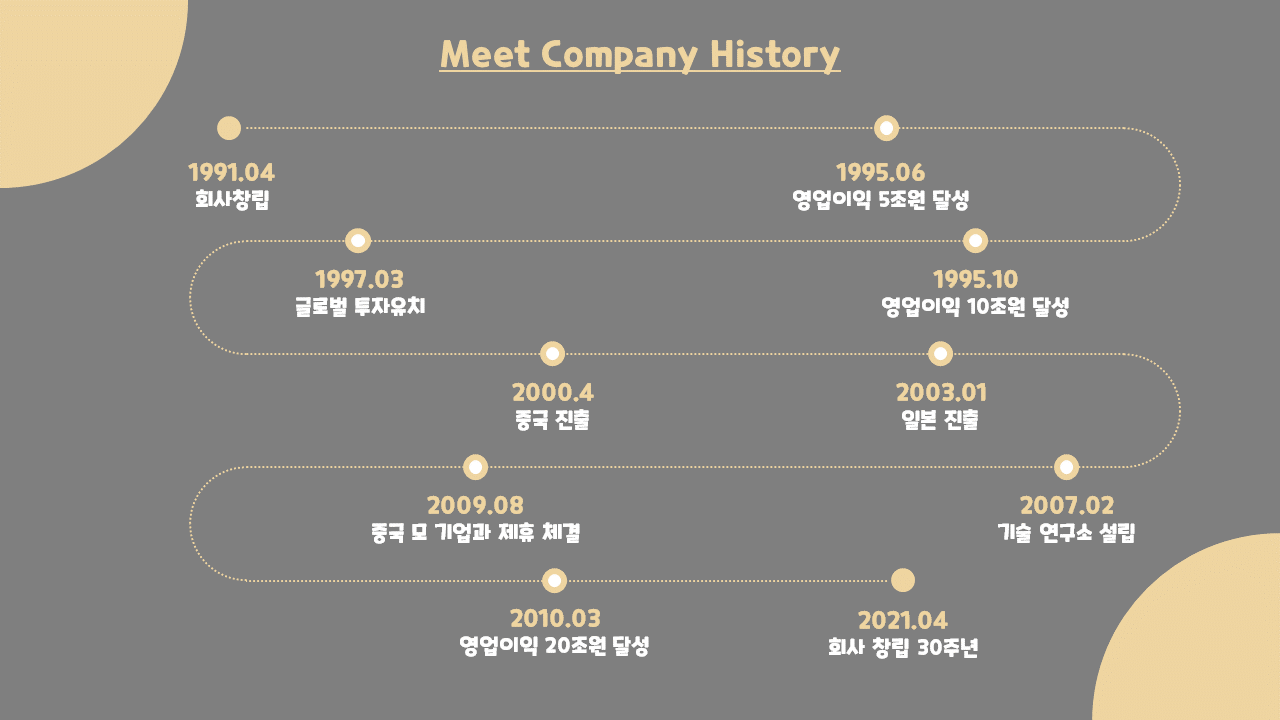 Meet Company History
1991.04
회사창립
1995.06
영업이익 5조원 달성
1995.10
영업이익 10조원 달성
1997.03
글로벌 투자유치
2000.4
중국 진출
2003.01
일본 진출
2007.02
기술 연구소 설립
2009.08
중국 모 기업과 제휴 체결
2010.03
영업이익 20조원 달성
2021.04
회사 창립 30주년